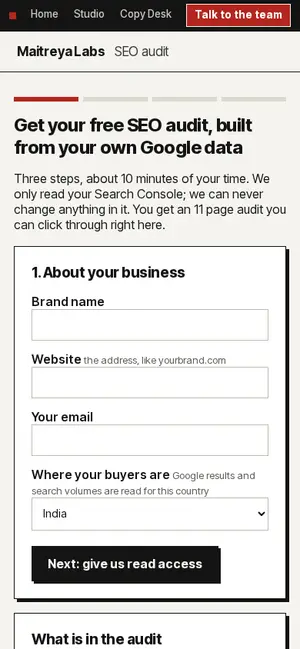 Home Studio Copy Desk Talk to the team
Maitreya Labs SEO audit
Get your free SEO audit, built
from your own Google data
Three steps, about 10 minutes of your time. We
only read your Search Console; we can never
change anything in it. You get an 11 page audit you
can click through right here.
1. About your business
Brand name
Website the address, like yourbrand.com
Your email
Where your buyers are Google results and
search volumes are read for this country
India
Next: give us read access
What is in the audit